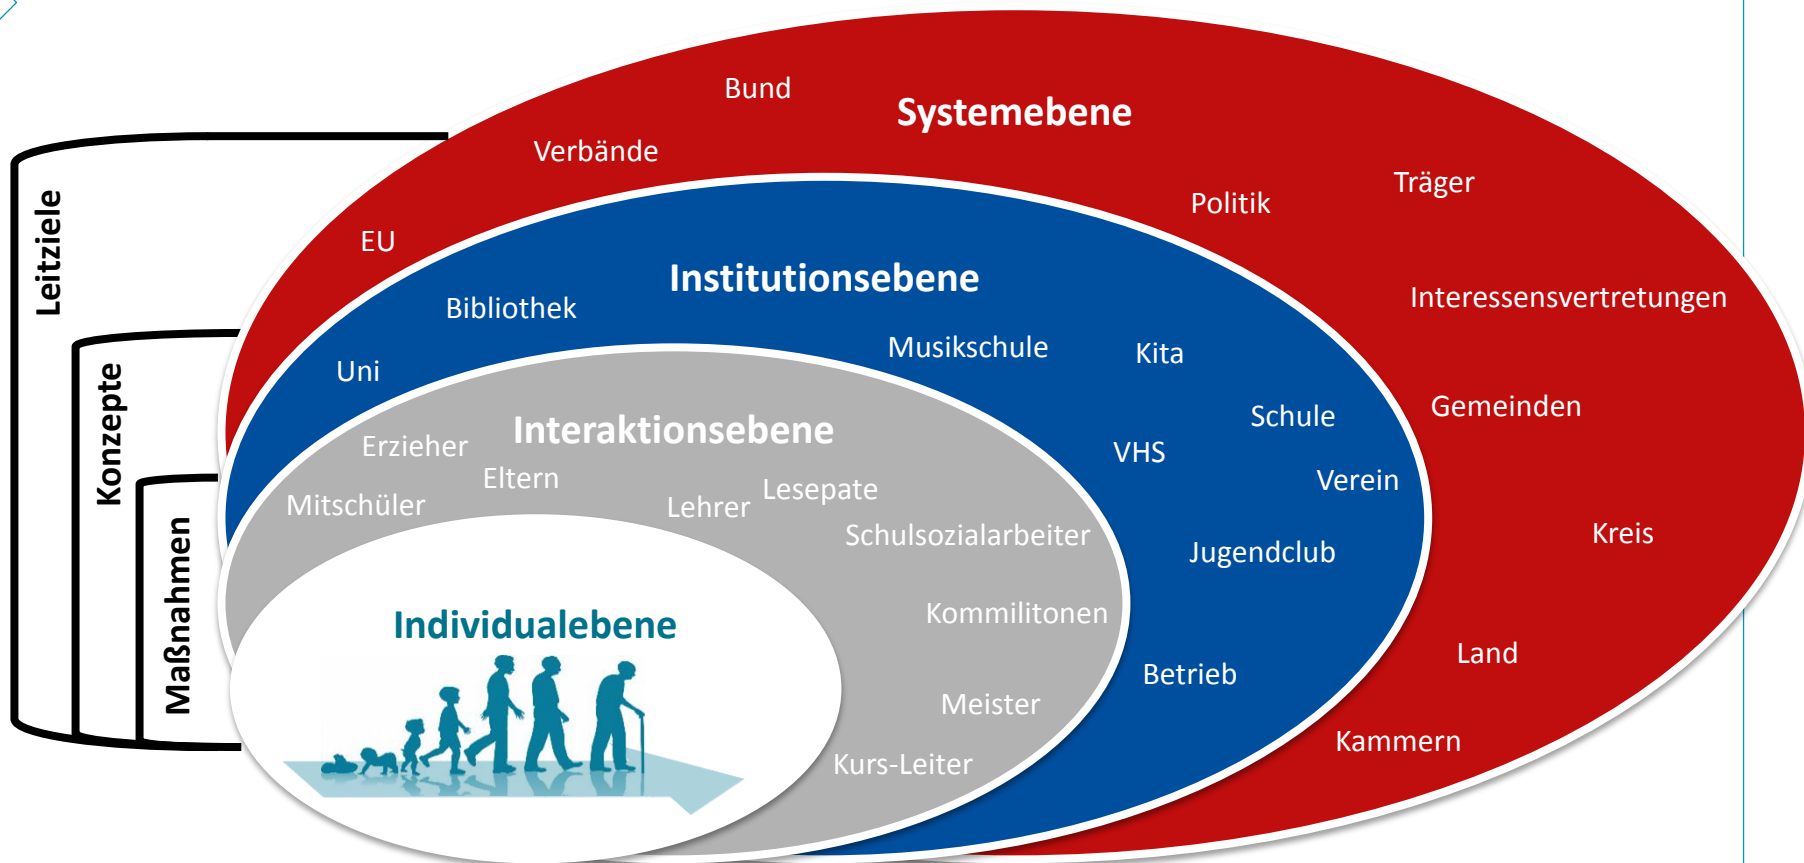 Bund
Systemebene
Verbände
Träger
Politik
EU
Interessensvertretungen
Gemeinden
Kreis
Land
Kammern
Institutionsebene
Bibliothek
Uni
Musikschule
Kita
Schule
VHS
Verein
Jugendclub
Betrieb
Interaktionsebene
Erzieher
Eltern
Mitschüler
Lehrer
Lesepate
Schulsozialarbeiter
Kommilitonen
Meister
Kurs-Leiter
Individualebene
Leitziele
Konzepte
Maßnahmen